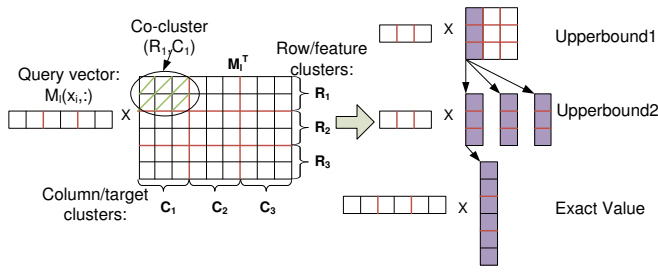 Co-cluster
(R1,C1)
MlT
Row/feature
clusters:
Query vector:
Ml(xi,:)
X
R1
R2
R3
Column/target
clusters:
C1
C2
C3
X
Upperbound1
X
Upperbound2
X
Exact Value